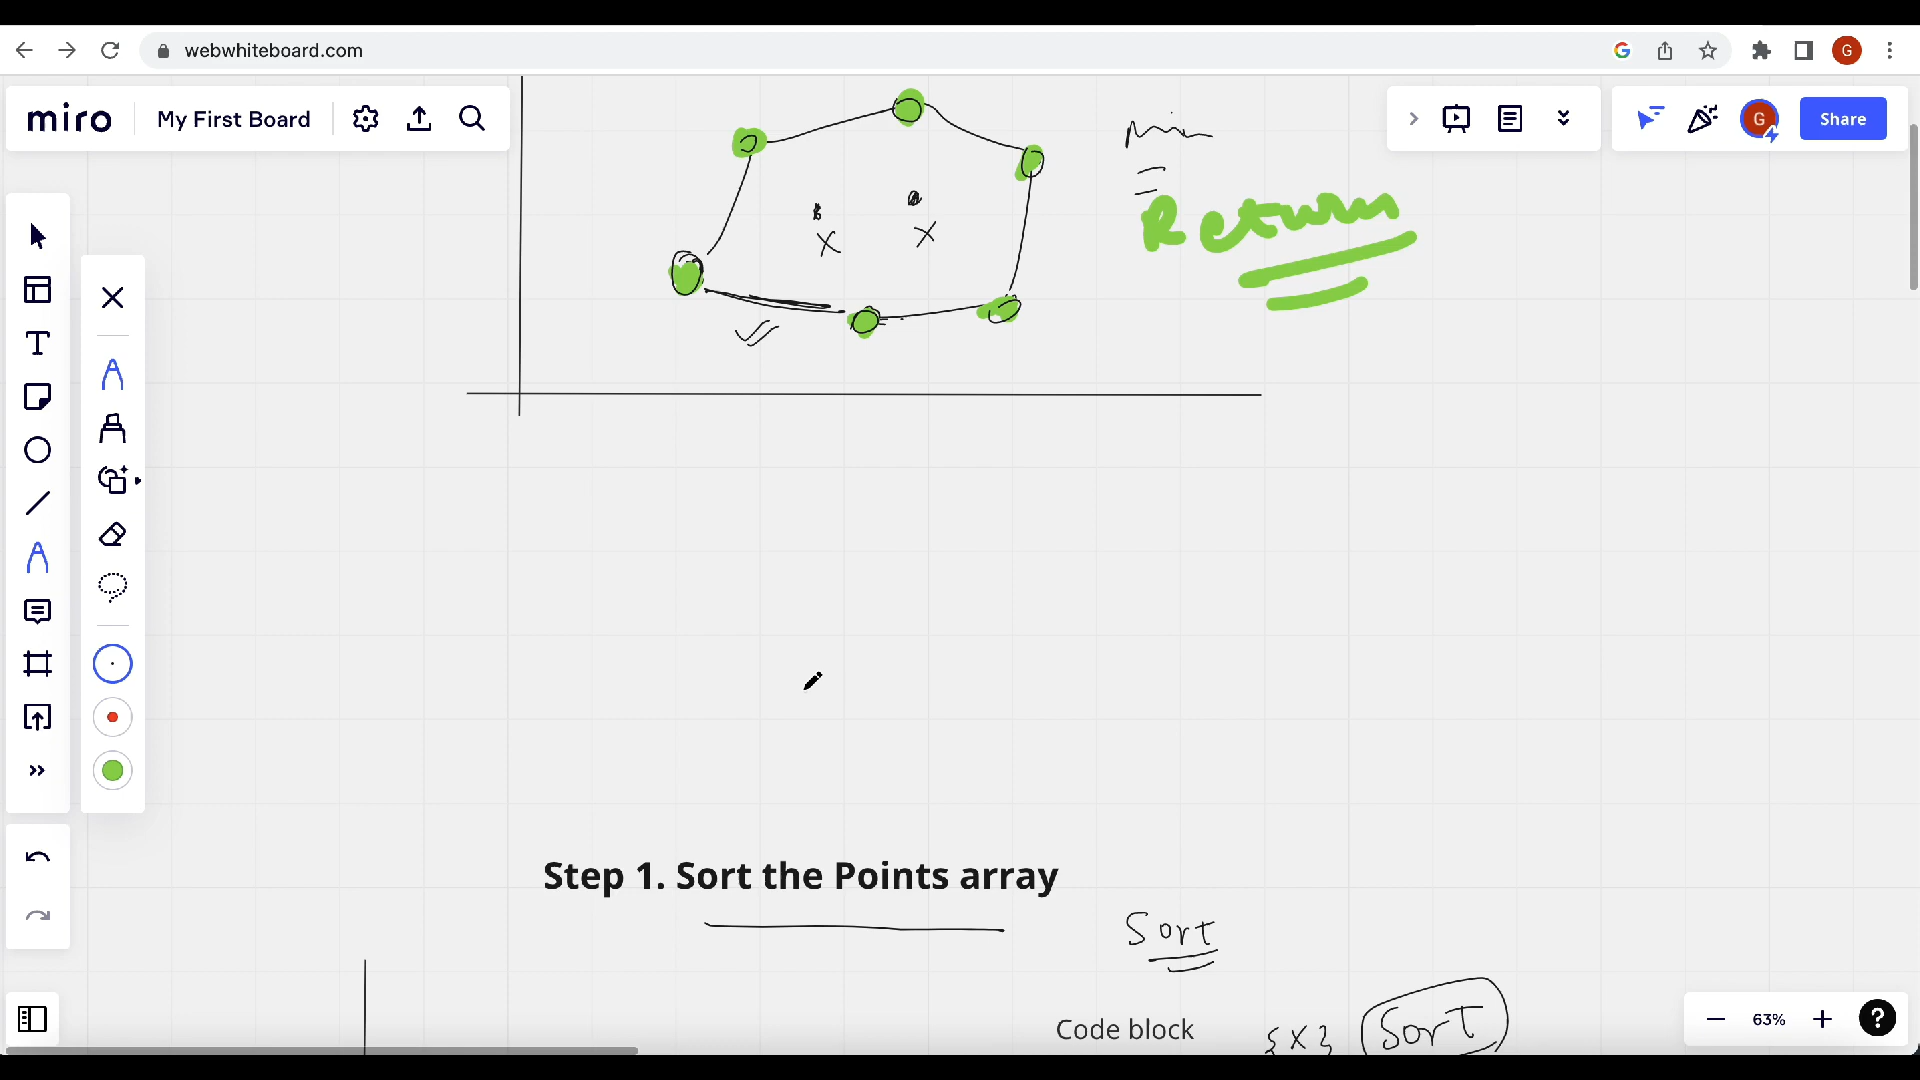 webwhiteboard.com
G
miro
My First Board
G
Share
min
Return
Step 1. Sort the Points array
Sort
Code block
{x} Sort
63%